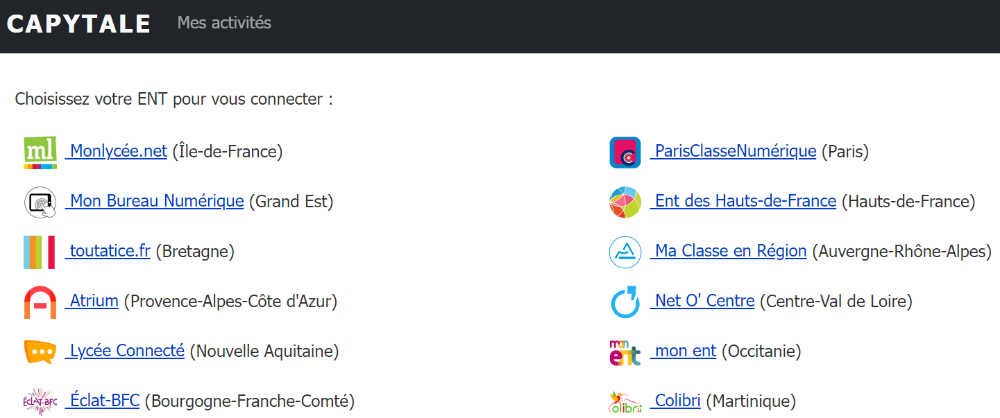 CAPYTALE Mes activités
Choisissez votre ENT pour vous connecter :
ml Monlycée.net (Île-de-France)
ParisClasseNumérique (Paris)
Mon Bureau Numérique (Grand Est)
Ent des Hauts-de-France (Hauts-de-France)
toutatice.fr (Bretagne)
Ma Classe en Région (Auvergne-Rhône-Alpes)
Atrium (Provence-Alpes-Côte d'Azur)
Net O' Centre (Centre-Val de Loire)
Lycée Connecté (Nouvelle Aquitaine)
mon ent mon ent (Occitanie)
ÉCLAT-BFC Éclat-BFC (Bourgogne-Franche-Comté)
Colibri Colibri (Martinique)